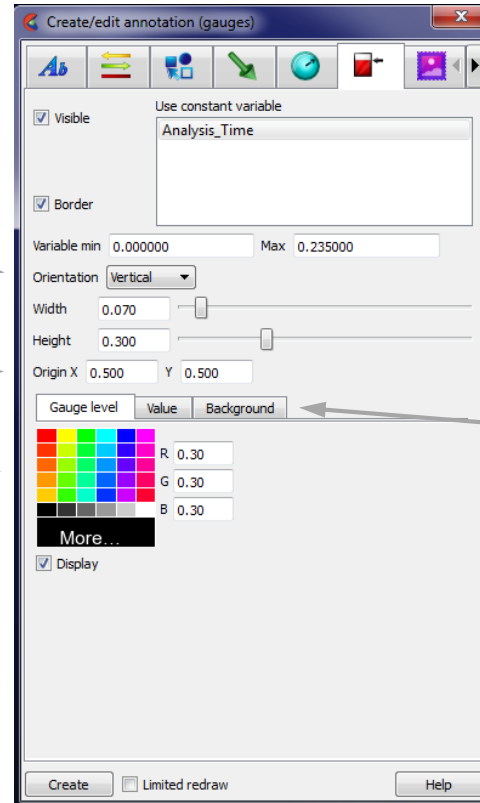 Create/edit annotation (gauges)
x
Ab
Use constant variable
Visible
Analysis_Time
Border
Variable min 0.000000 Max 0.235000
Orientation Vertical
Width 0.070
Height 0.300
Origin X 0.500 Y 0.500
Gauge level Value Background
R 0.30
G 0.30
B 0.30
More...
Display
Create Limited redraw Help